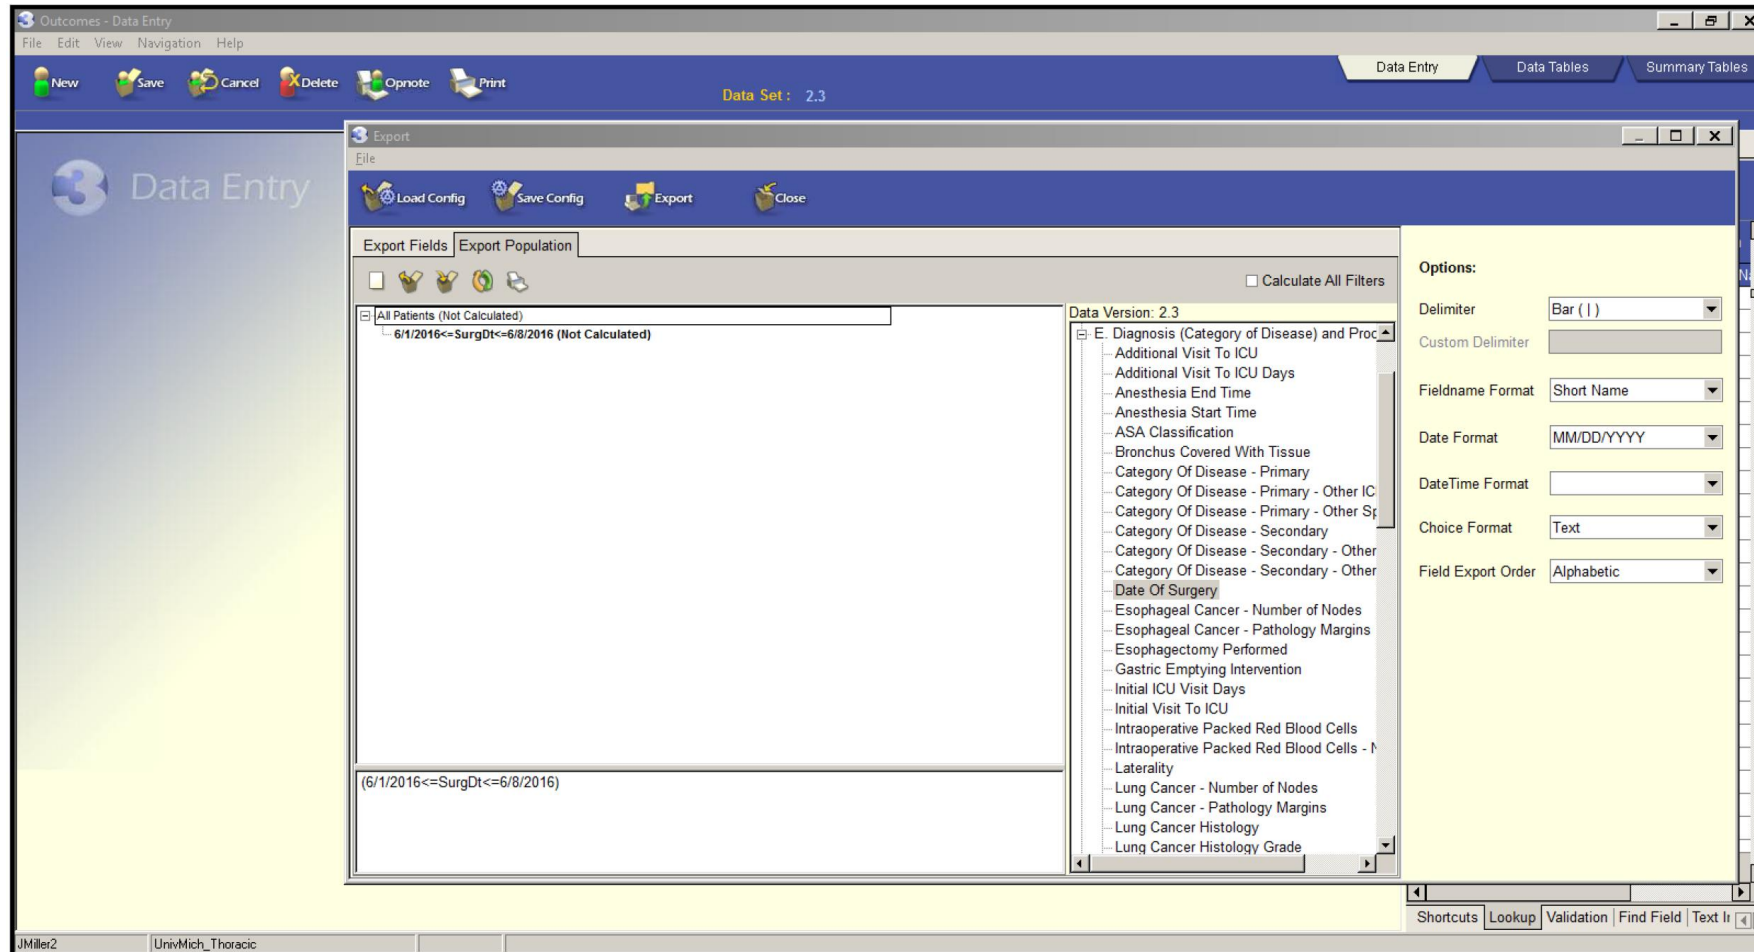 Outcomes - Data Entry
File Edit View Navigation Help
New Save Cancel Delete Opnote Print
Data Set : 2.3
Data Entry Data Tables Summary Tables
3 Data Entry
Export
File
Load Config Save Config Export Close
Export Fields Export Population
Calculate All Filters
All Patients (Not Calculated)
6/1/2016<=SurgDt<=6/8/2016 (Not Calculated)
(6/1/2016<=SurgDt<=6/8/2016)
Data Version: 2.3
E. Diagnosis (Category of Disease) and Proc
Additional Visit To ICU
Additional Visit To ICU Days
Anesthesia End Time
Anesthesia Start Time
ASA Classification
Bronchus Covered With Tissue
Category Of Disease - Primary
Category Of Disease - Primary - Other IC
Category Of Disease - Primary - Other Sp
Category Of Disease - Secondary
Category Of Disease - Secondary - Other
Category Of Disease - Secondary - Other
Date Of Surgery
Esophageal Cancer - Number of Nodes
Esophageal Cancer - Pathology Margins
Esophagectomy Performed
Gastric Emptying Intervention
Initial ICU Visit Days
Initial Visit To ICU
Intraoperative Packed Red Blood Cells
Intraoperative Packed Red Blood Cells -
Laterality
Lung Cancer - Number of Nodes
Lung Cancer - Pathology Margins
Lung Cancer Histology
Lung Cancer Histology Grade
Options:
Delimiter Bar ( | )
Custom Delimiter
Fieldname Format Short Name
Date Format MM/DD/YYYY
DateTime Format
Choice Format Text
Field Export Order Alphabetic
Shortcuts Lookup Validation Find Field Text
JMiller2 UnivMich_Thoracic